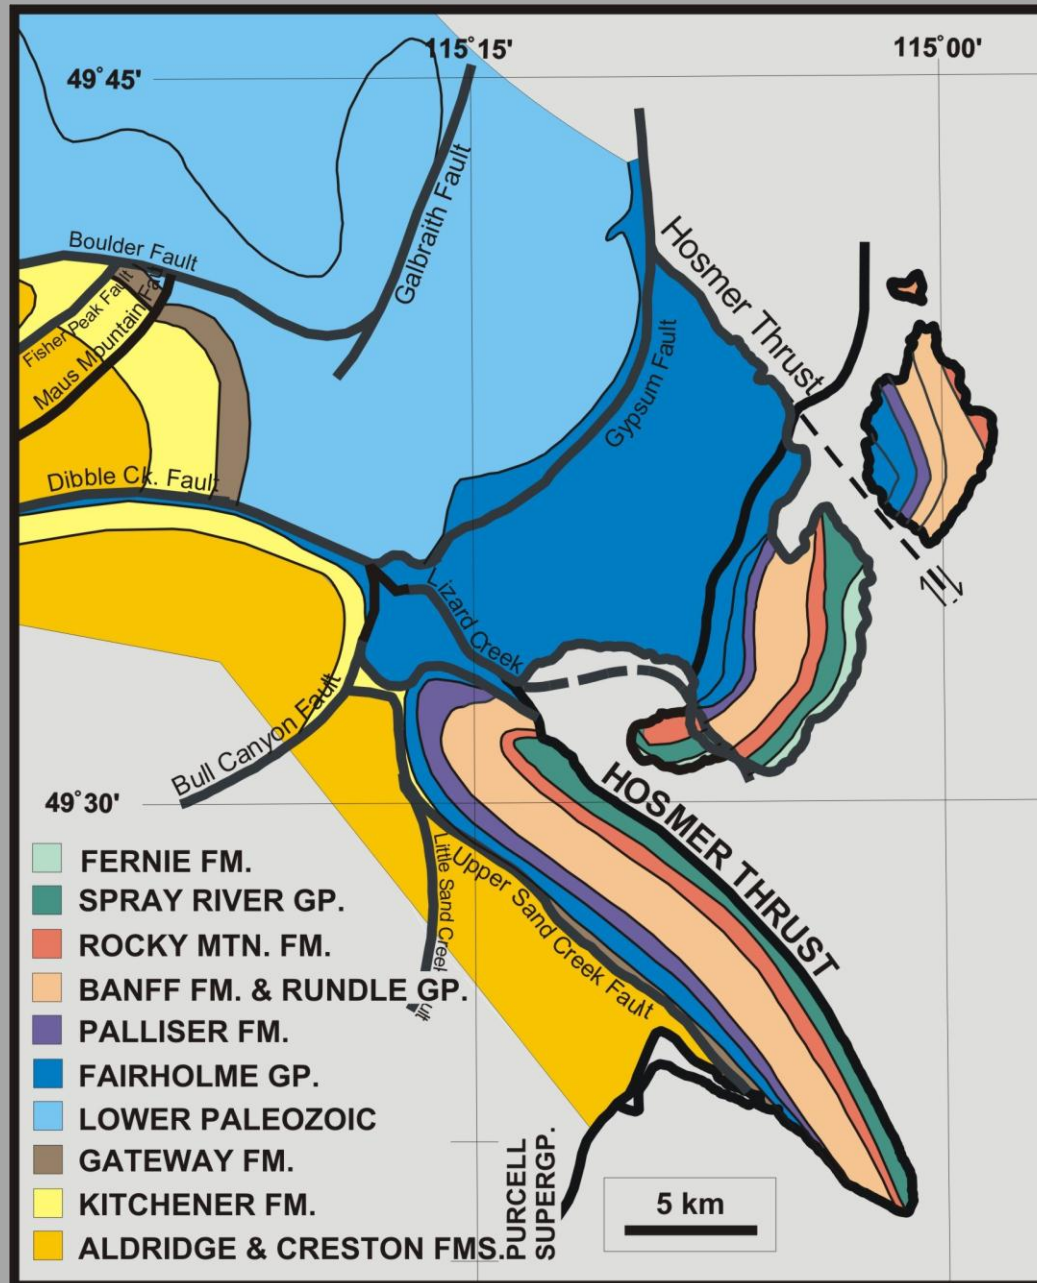 115°15'
115°00'
49°45'
Boulder Fault
Galbraith Fault
Hosmer Thrust
Fisher Peak Fault
Maus Mountain
Gypsum Fault
Dibble Ck. Fault
Lizard Creek
Bull Canyon Fault
49°30'
HOSMER THRUST
Little Sand Creek
Upper Sand Creek Fault
FERNIE FM.
SPRAY RIVER GP.
ROCKY MTN. FM.
BANFF FM. & RUNDLE GP.
PALLISER FM.
FAIRHOLME GP.
LOWER PALEOZOIC
GATEWAY FM.
KITCHENER FM.
ALDRIDGE & CRESTON FMS.
PURCELL
SUPERGP.
5 km